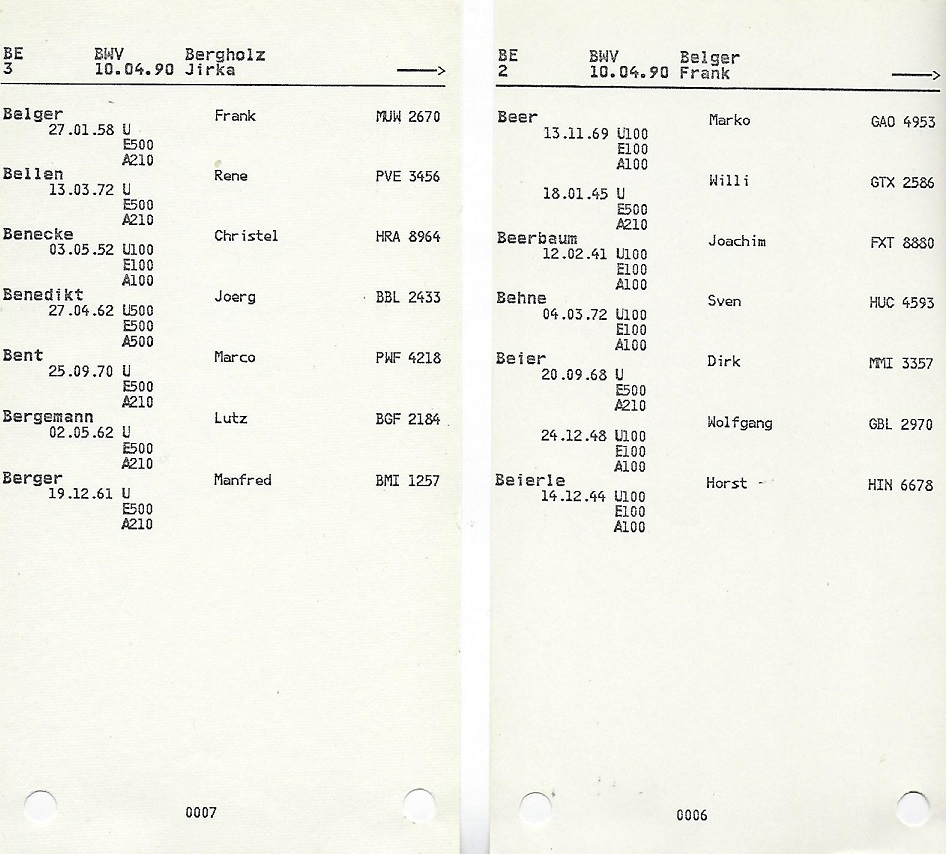 BE BWV Bergholz
3 10.04.90 Jirka --->
Belger Frank MUW 2670
27.01.58 U
E500
A210
Bellen Rene PVE 3456
13.03.72 U
E500
A210
Benecke Christel HRA 8964
03.05.52 U100
E100
A100
Benedikt Joerg BBL 2433
27.04.62 U500
E500
A500
Bent Marco PWF 4218
25.09.70 U
E500
A210
Bergemann Lutz BGF 2184
02.05.62 U
E500
A210
Berger Manfred BMI 1257
19.12.61 U
E500
A210
0007
BE BWV Belger
2 10.04.90 Frank --->
Beer Marko GAO 4953
13.11.69 U100
E100
A100
Willi GTX 2586
18.01.45 U
E500
A210
Beerbaum Joachim FXT 8880
12.02.41 U100
E100
A100
Behne Sven HUC 4593
04.03.72 U100
E100
A100
Beier Dirk MMI 3357
20.09.68 U
E500
A210
Wolfgang GBL 2970
24.12.48 U100
E100
A100
Beierle Horst HIN 6678
14.12.44 U100
E100
A100
0006